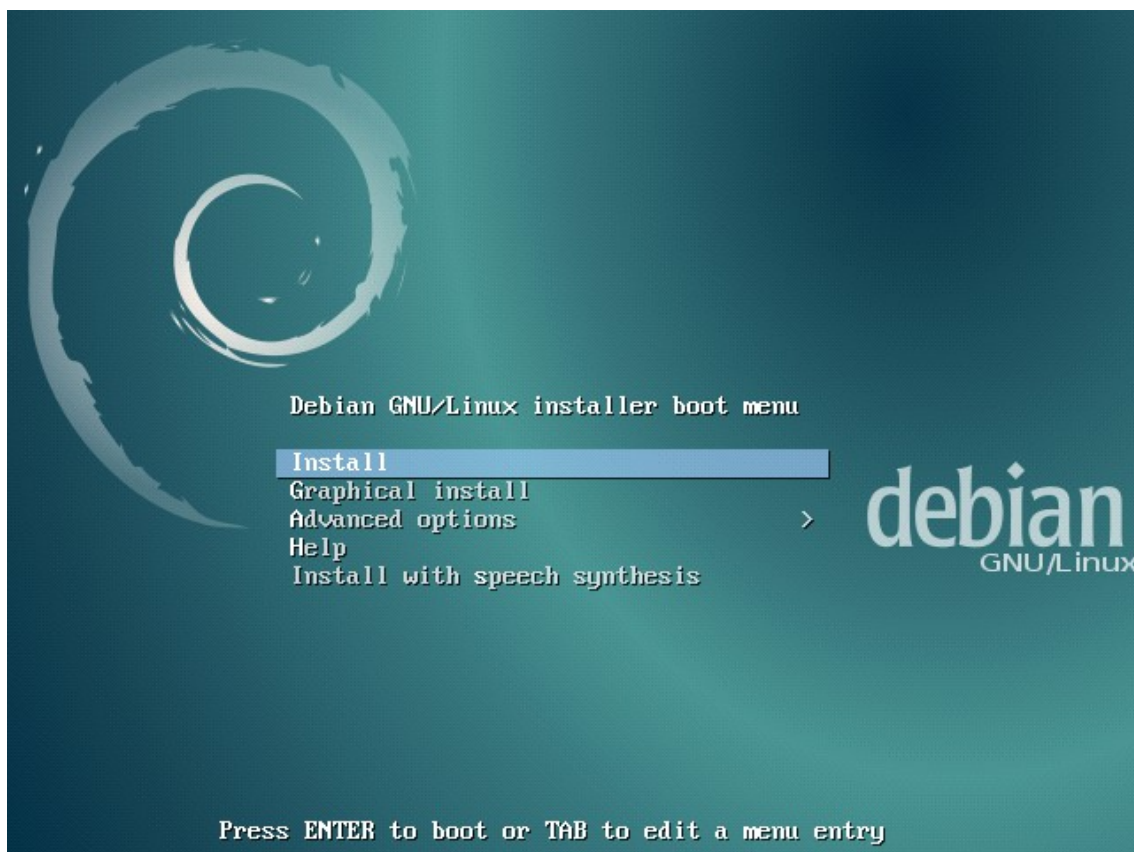 Debian GNU/Linux installer boot menu
Install
Graphical install
Advanced options >
Help
Install with speech synthesis
debian
GNU/Linux
Press ENTER to boot or TAB to edit a menu entry